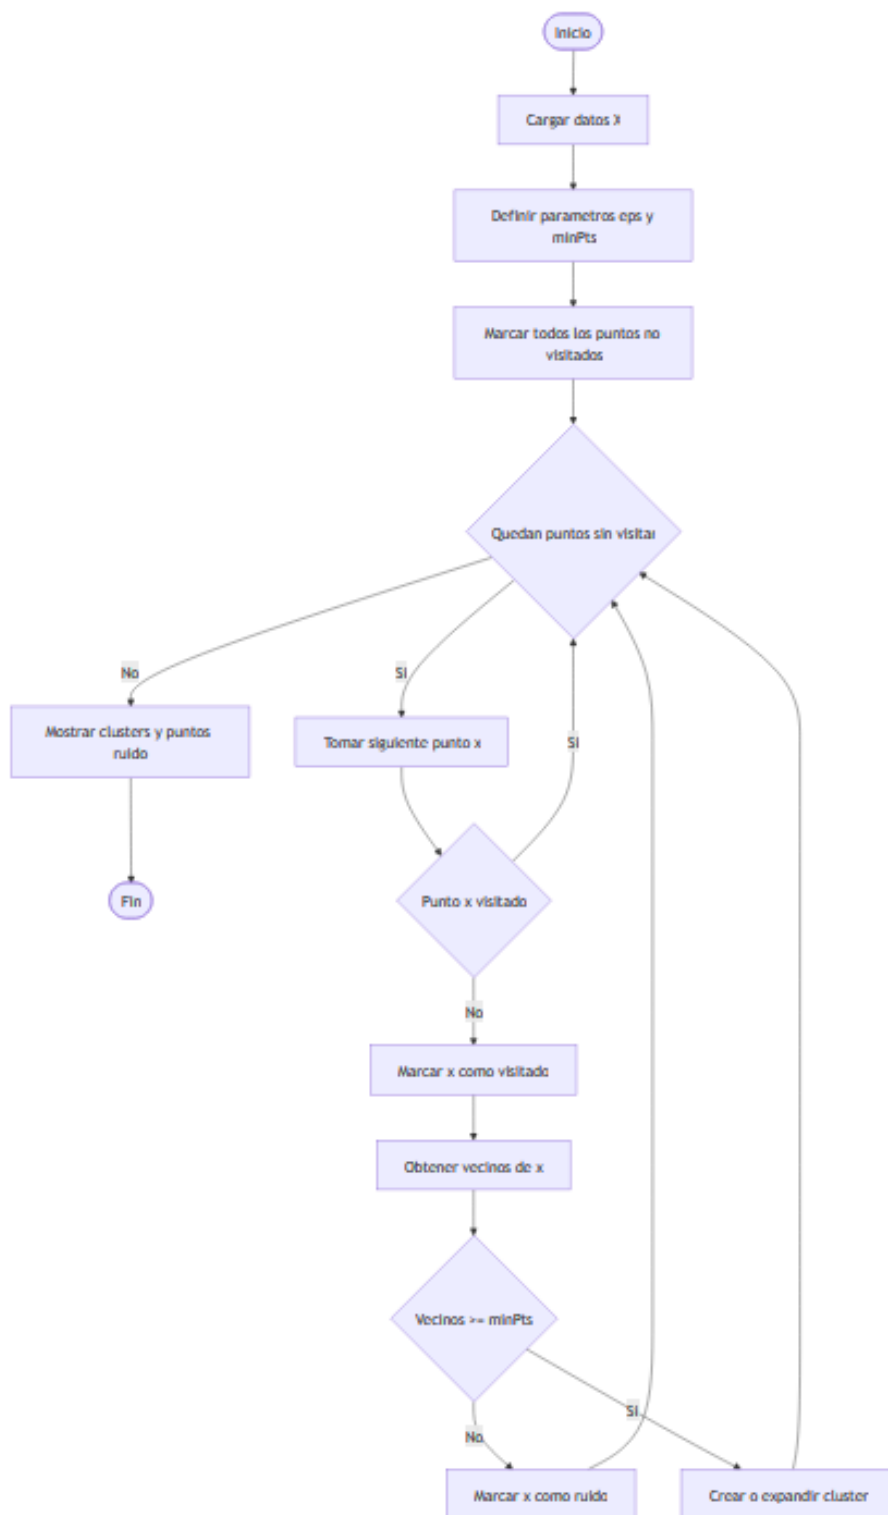 Inicio
Cargar datos X
Definir parametros eps y
minPts
Marcar todos los puntos no
visitados
Quedan puntos sin visitar
No
Si
Mostrar clusters y puntos
ruido
Tomar siguiente punto x
Si
Punto x visitado
Fin
No
Marcar x como visitado
Obtener vecinos de x
Vecinos >= minPts
Si
No
Marcar x como ruido
Crear o expandir cluster